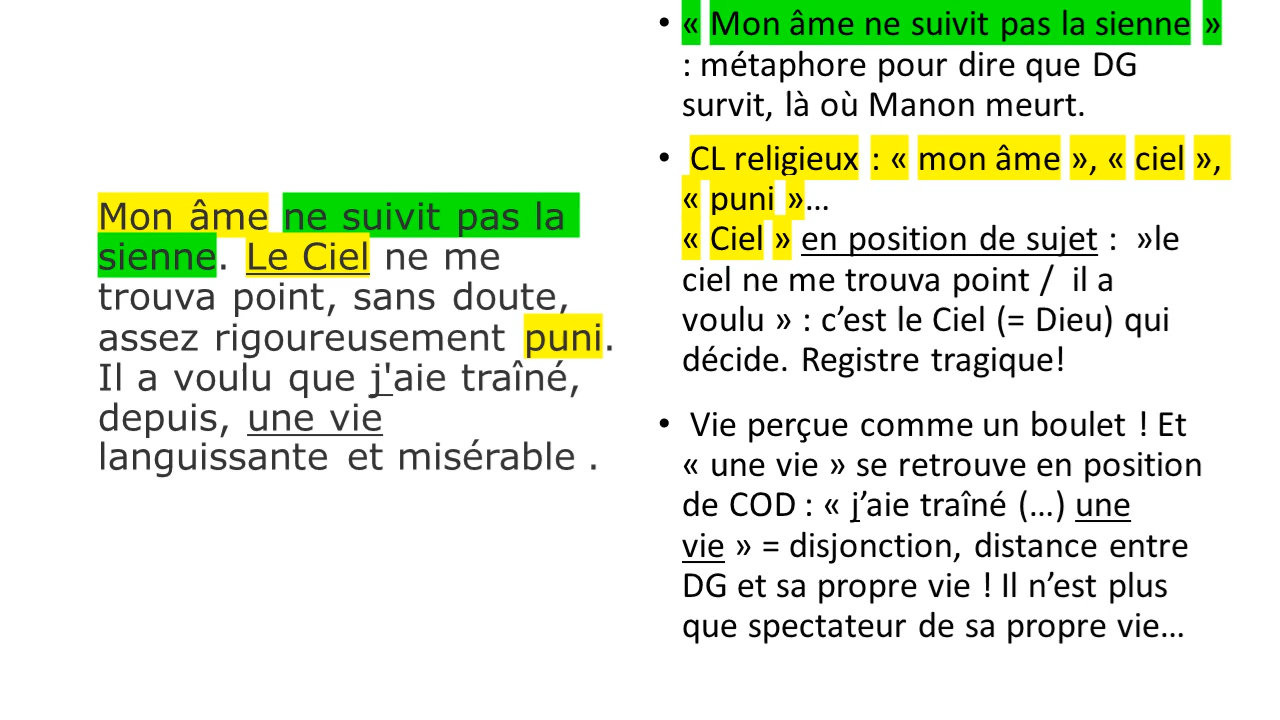 Mon âme ne suivit pas la
sienne. Le Ciel ne me
trouva point, sans doute,
assez rigoureusement puni.
Il a voulu que j'aie traîné,
depuis, une vie
languissante et misérable .
• « Mon âme ne suivit pas la sienne »
: métaphore pour dire que DG
survit, là où Manon meurt.
• CL religieux : « mon âme », « ciel »,
« puni »…
« Ciel » en position de sujet : »le
ciel ne me trouva point / il a
voulu » : c’est le Ciel (= Dieu) qui
décide. Registre tragique!
• Vie perçue comme un boulet ! Et
« une vie » se retrouve en position
de COD : « j’aie traîné (…) une
vie » = disjonction, distance entre
DG et sa propre vie ! Il n’est plus
que spectateur de sa propre vie…